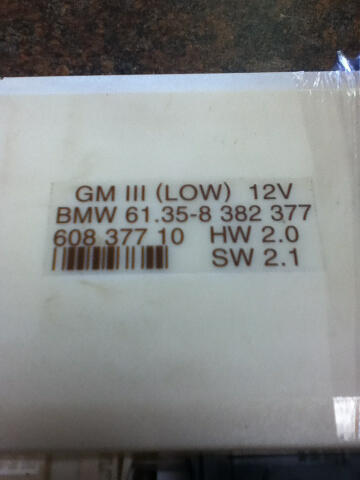 GM III (LOW) 12V
BMW 61.35-8 382 377
608 377 10 HW 2.0
SW 2.1